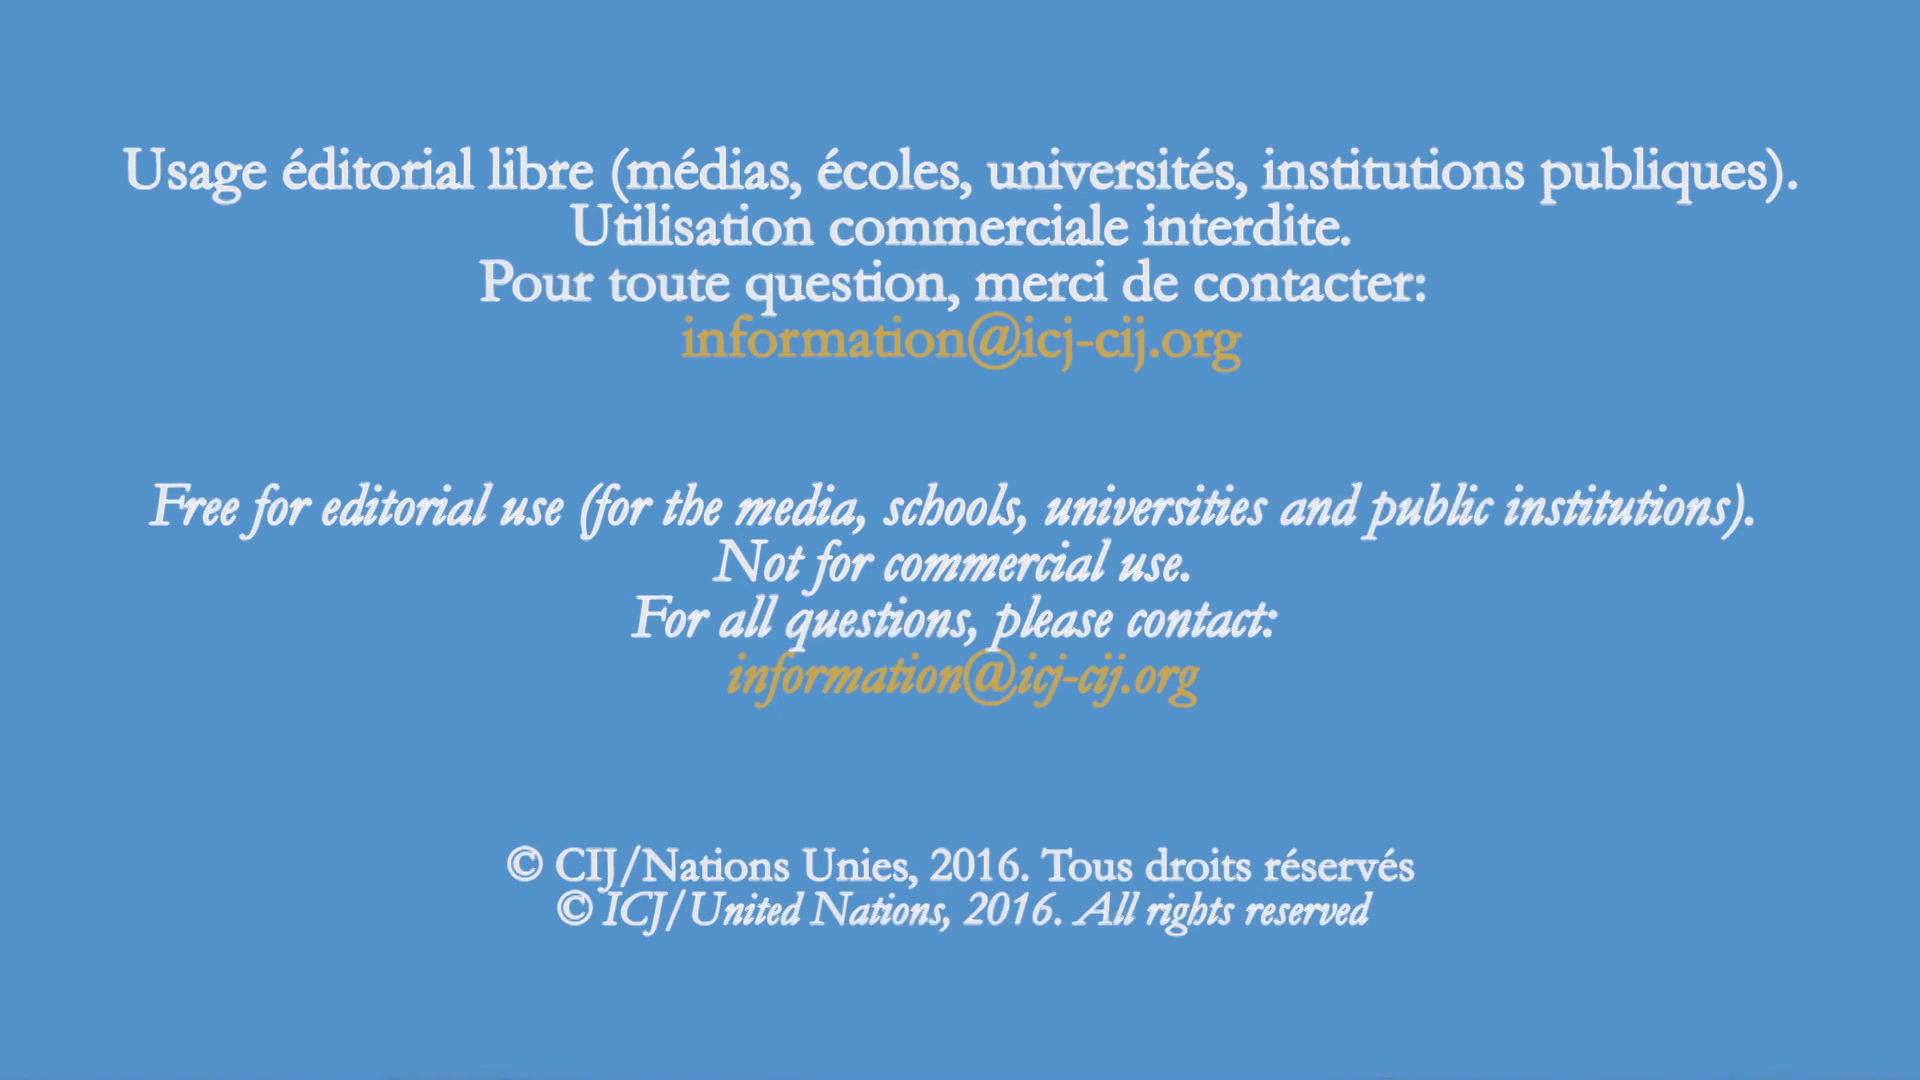 Usage éditorial libre (médias, écoles, universités, institutions publiques).
Utilisation commerciale interdite.
Pour toute question, merci de contacter:
information@icj-cij.org
Free for editorial use (for the media, schools, universities and public institutions).
Not for commercial use.
For all questions, please contact:
information@icj-cij.org
© CIJ/Nations Unies, 2016. Tous droits réservés
© ICJ/United Nations, 2016. All rights reserved